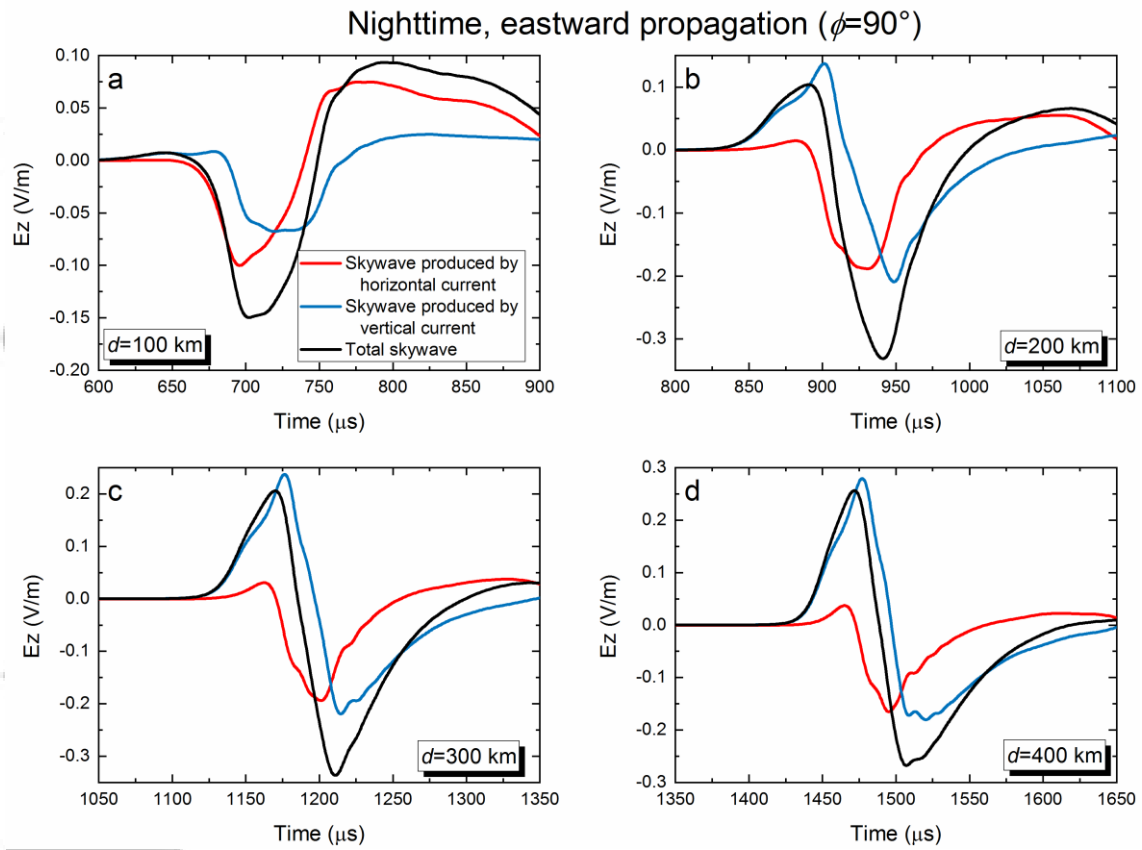 Nighttime, eastward propagation (ϕ=90°)
a
0.10
0.05
0.00
-0.05
-0.10
-0.15
-0.20
Ez (V/m)
600 650 700 750 800 850 900
Time (μs)
Skywave produced by
horizontal current
Skywave produced by
vertical current
Total skywave
d=100 km
b
0.1
0.0
-0.1
-0.2
-0.3
Ez (V/m)
800 850 900 950 1000 1050 1100
Time (μs)
d=200 km
c
0.2
0.1
0.0
-0.1
-0.2
-0.3
Ez (V/m)
1050 1100 1150 1200 1250 1300 1350
Time (μs)
d=300 km
d
0.3
0.2
0.1
0.0
-0.1
-0.2
-0.3
Ez (V/m)
1350 1400 1450 1500 1550 1600 1650
Time (μs)
d=400 km